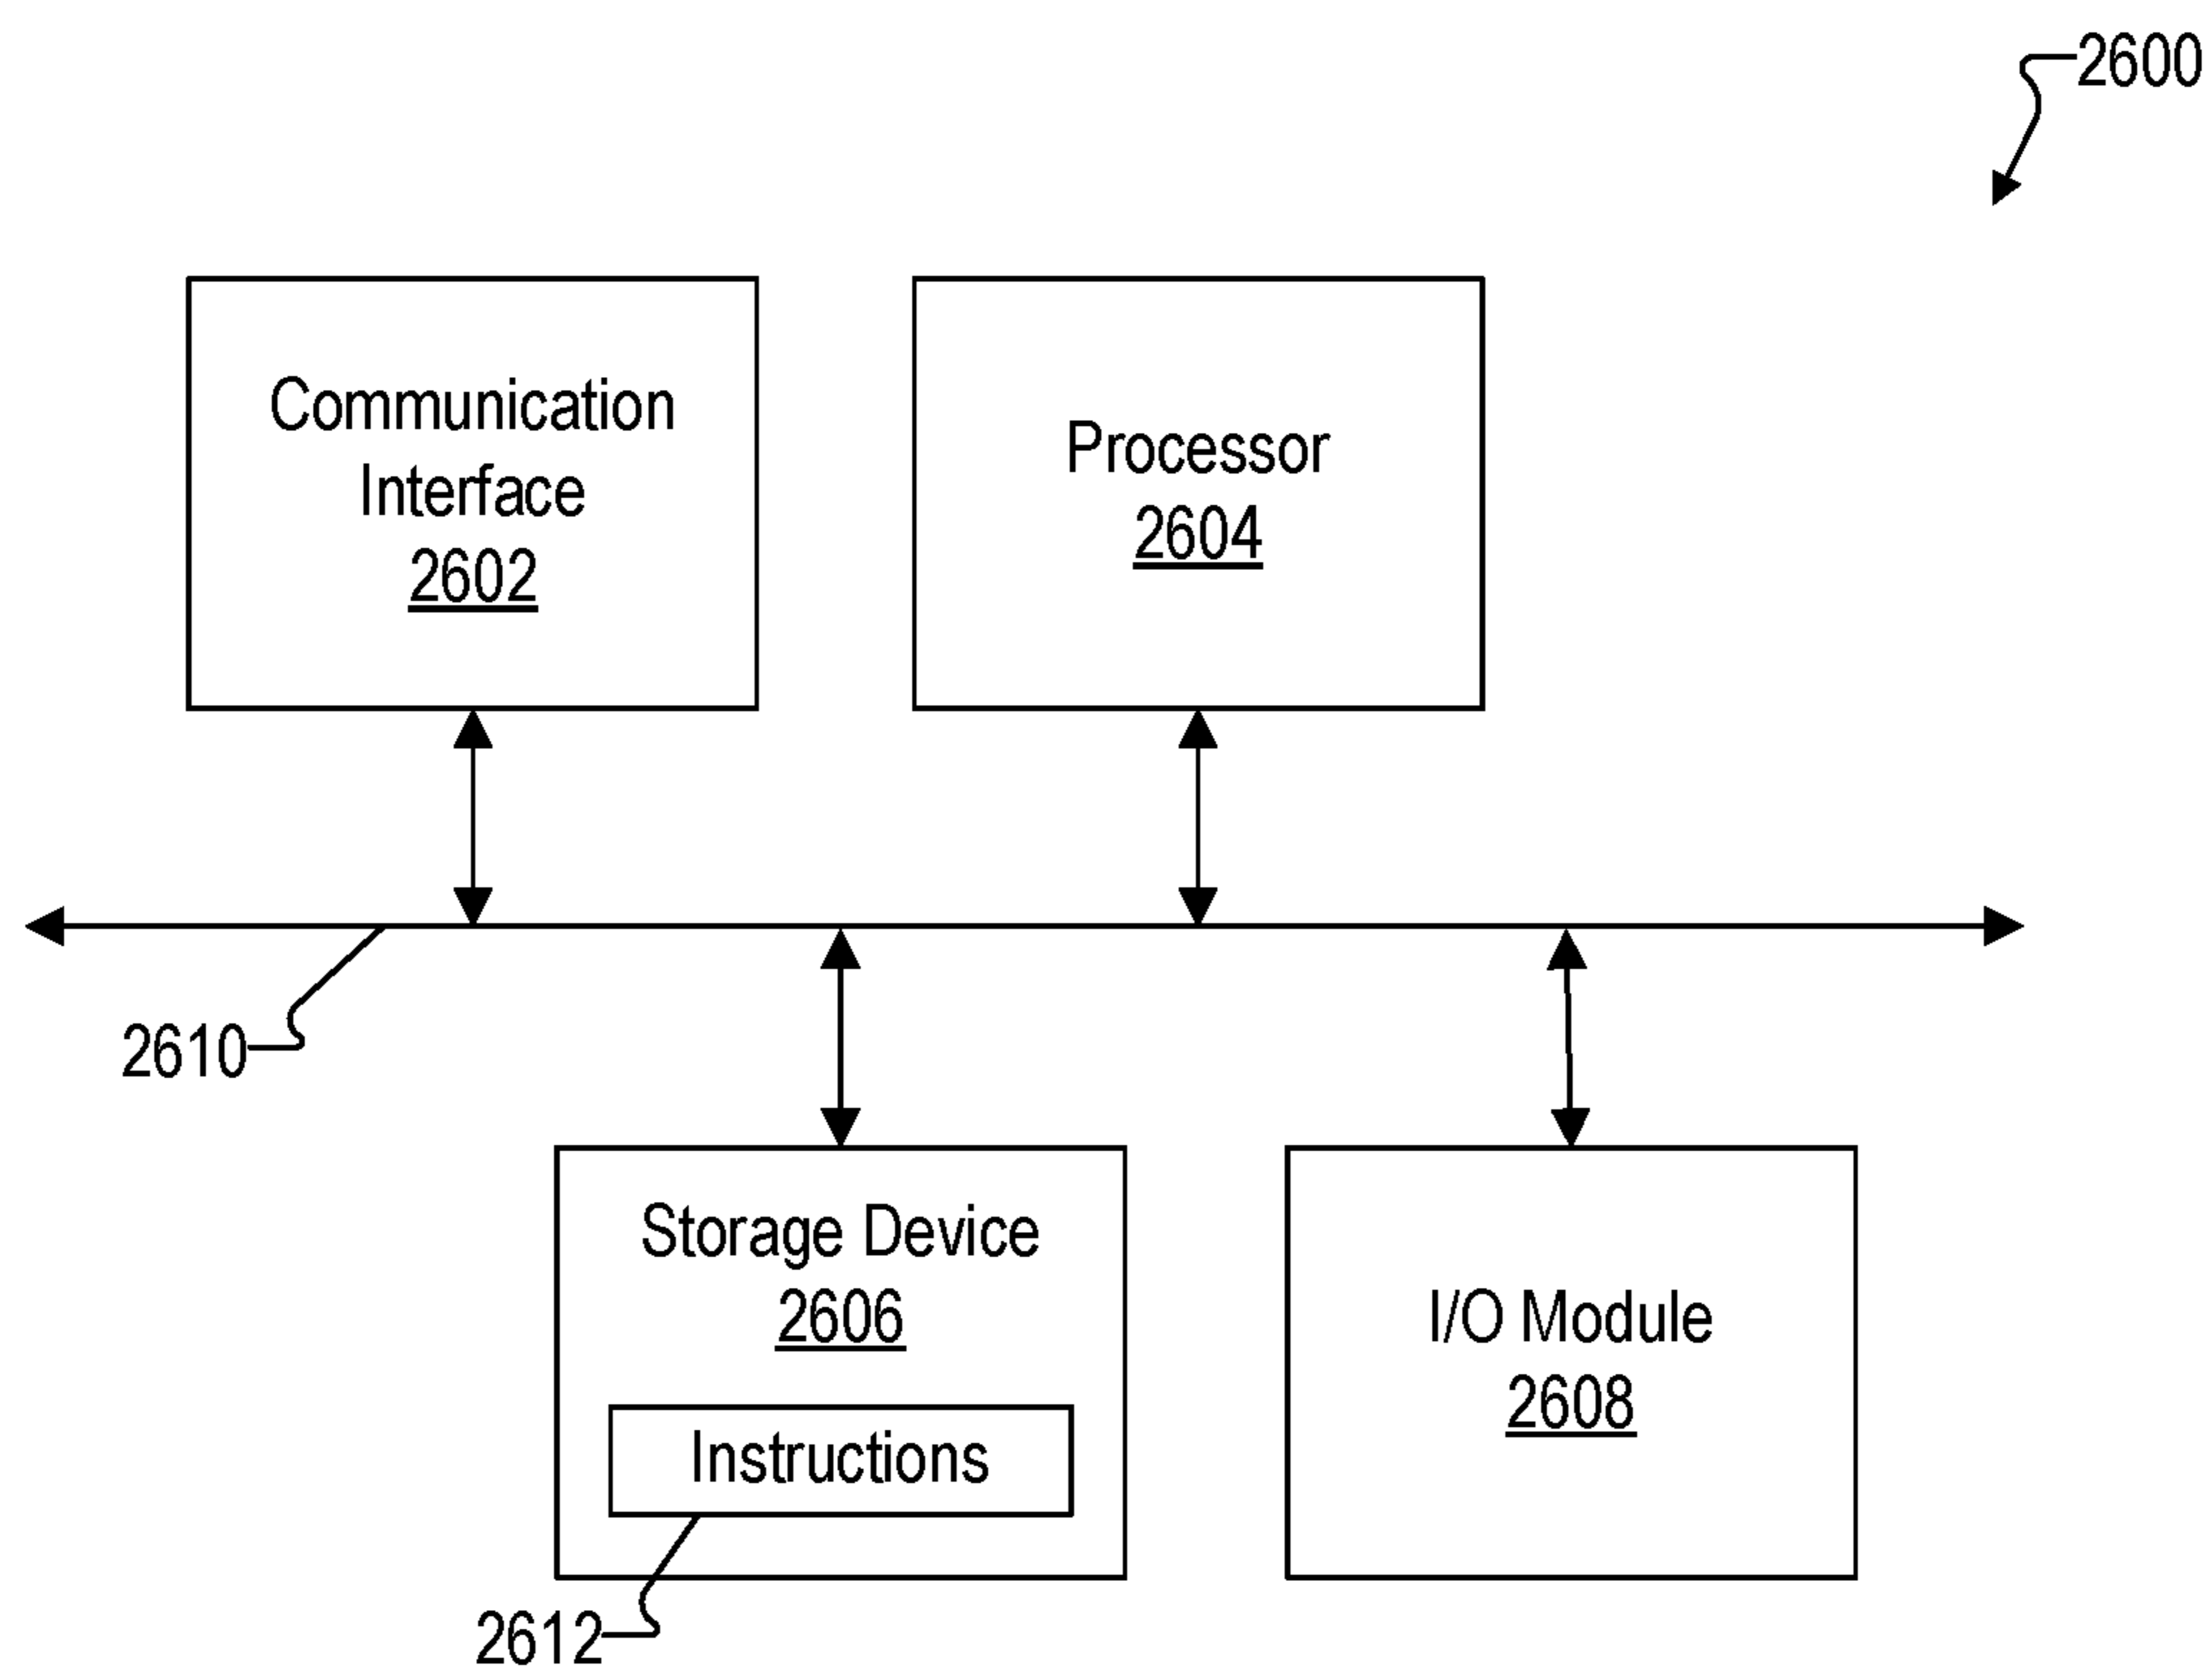 2600
Communication
Interface
2602
Processor
2604
2610
Storage Device
2606
Instructions
2612
I/O Module
2608